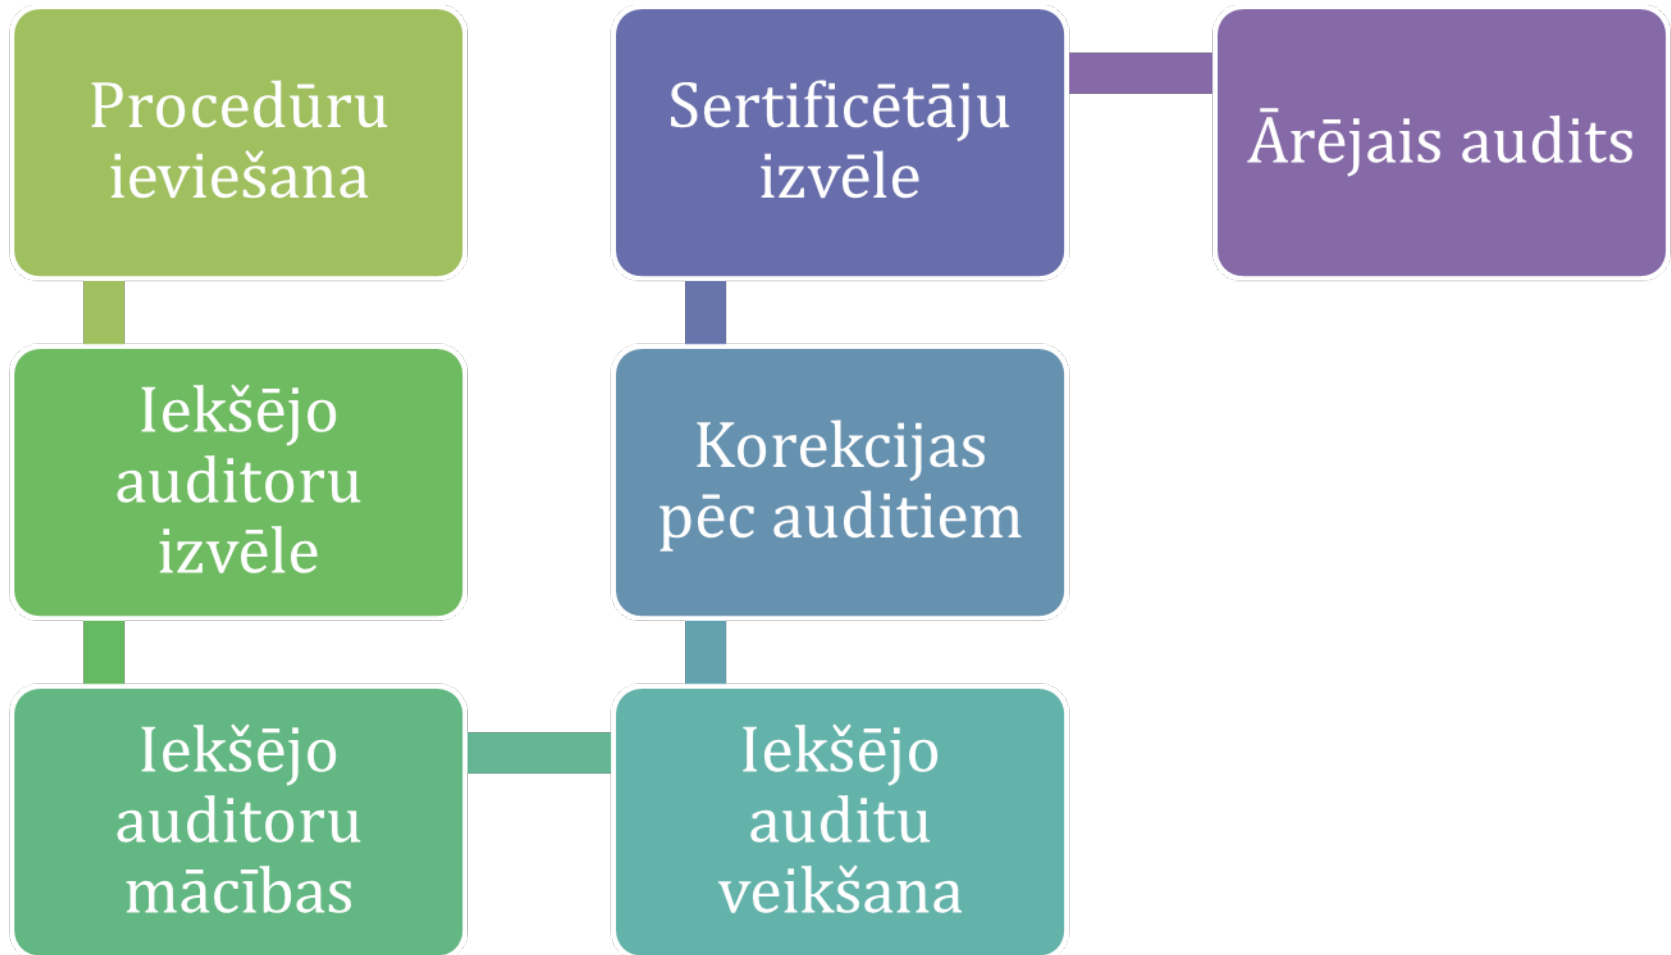 Procedūru
ieviešana
Iekšējo
auditoru
izvēle
Iekšējo
auditoru
mācības
Iekšējo
auditu
veikšana
Korekcijas
pēc auditiem
Sertificētāju
izvēle
Ārējais audits